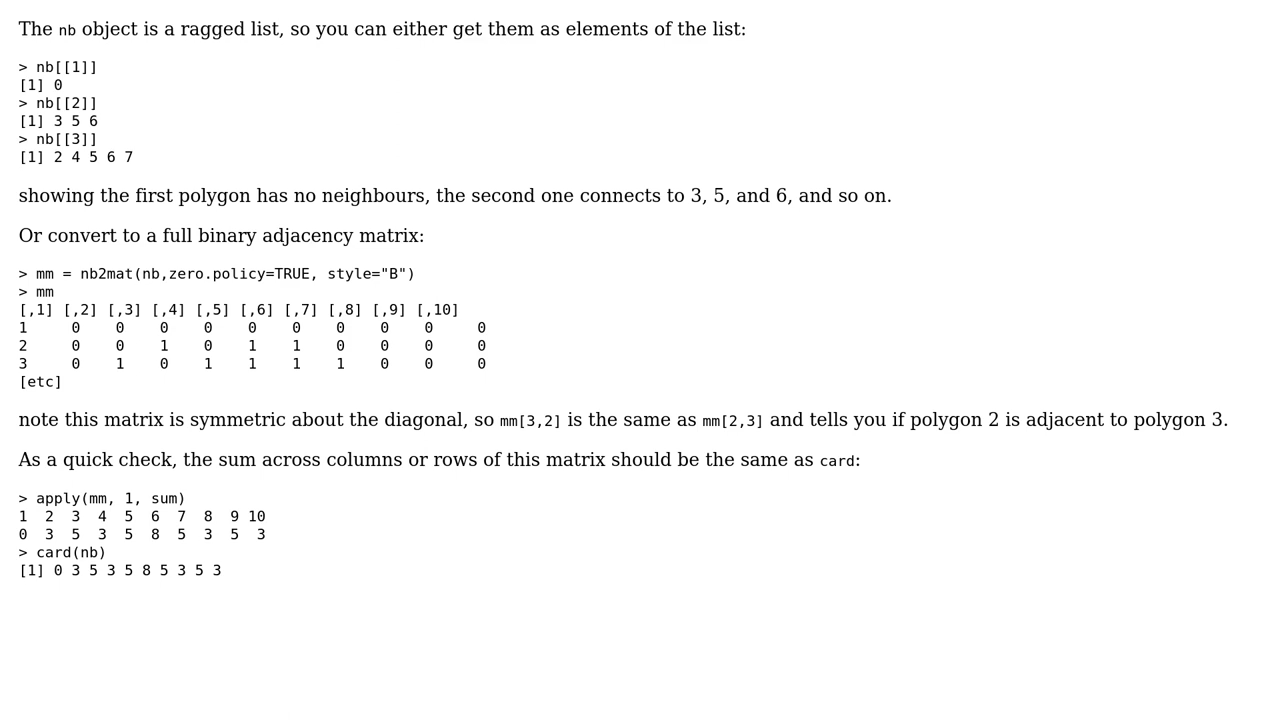 The nb object is a ragged list, so you can either get them as elements of the list:
> nb[[1]]
[1] 0
> nb[[2]]
[1] 3 5 6
> nb[[3]]
[1] 2 4 5 6 7
showing the first polygon has no neighbours, the second one connects to 3, 5, and 6, and so on.
Or convert to a full binary adjacency matrix:
> mm = nb2mat(nb,zero.policy=TRUE, style="B")
> mm
[,1] [,2] [,3] [,4] [,5] [,6] [,7] [,8] [,9] [,10]
1     0    0    0    0    0    0    0    0    0     0
2     0    0    1    0    1    1    0    0    0     0
3     0    1    0    1    1    1    1    0    0     0
[etc]
note this matrix is symmetric about the diagonal, so mm[3,2] is the same as mm[2,3] and tells you if polygon 2 is adjacent to polygon 3.
As a quick check, the sum across columns or rows of this matrix should be the same as card:
> apply(mm, 1, sum)
1  2  3  4  5  6  7  8  9 10
0  3  5  3  5  8  5  3  5  3
> card(nb)
[1] 0 3 5 3 5 8 5 3 5 3